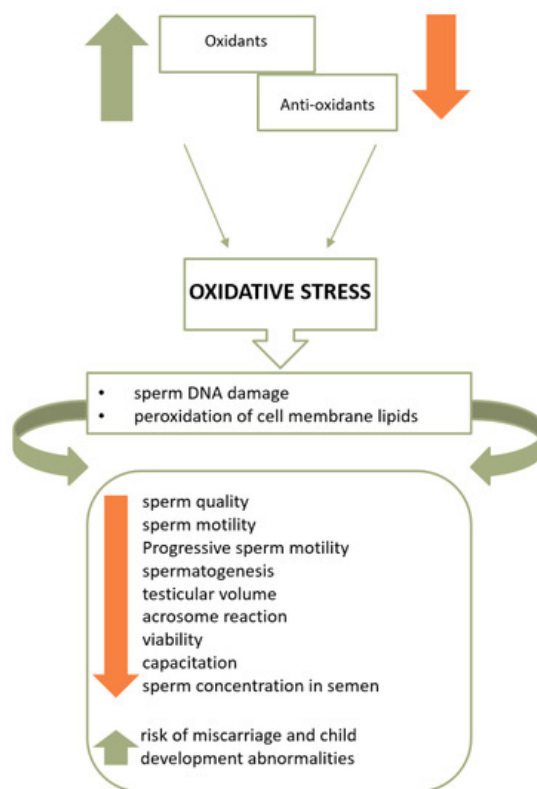 Oxidants
Anti-oxidants
OXIDATIVE STRESS
• sperm DNA damage
• peroxidation of cell membrane lipids
sperm quality
sperm motility
Progressive sperm motility
spermatogenesis
testicular volume
acrosome reaction
viability
capacitation
sperm concentration in semen
risk of miscarriage and child
development abnormalities